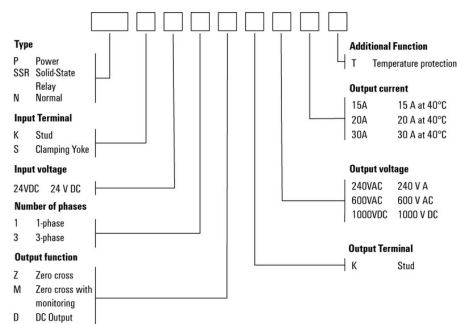 Type
P Power
SSR Solid-State
Relay
N Normal
Input Terminal
K Stud
S Clamping Yoke
Input voltage
24VDC 24 V DC
Number of phases
1 1-phase
3 3-phase
Output function
Z Zero cross
M Zero cross with
monitoring
D DC Output
Additional Function
T Temperature protection
Output current
15A 15 A at 40°C
20A 20 A at 40°C
30A 30 A at 40°C
Output voltage
240VAC 240 V A
600VAC 600 V AC
1000VDC 1000 V DC
Output Terminal
K Stud